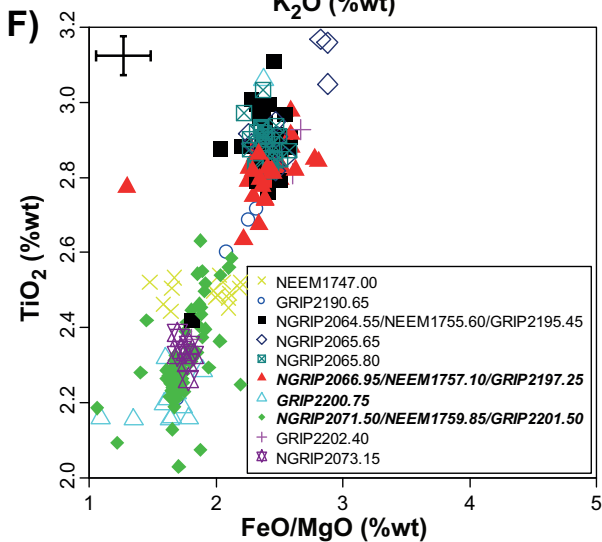 K₂O (%wt)
F)
3.2
3.0
2.8
2.6
2.4
2.2
2.0
TiO₂ (%wt)
NEEM1747.00
GRIP2190.65
NGRIP2064.55/NEEM1755.60/GRIP2195.45
NGRIP2065.65
NGRIP2065.80
NGRIP2066.95/NEEM1757.10/GRIP2197.25
GRIP2200.75
NGRIP2071.50/NEEM1759.85/GRIP2201.50
GRIP2202.40
NGRIP2073.15
1 2 3 4 5
FeO/MgO (%wt)